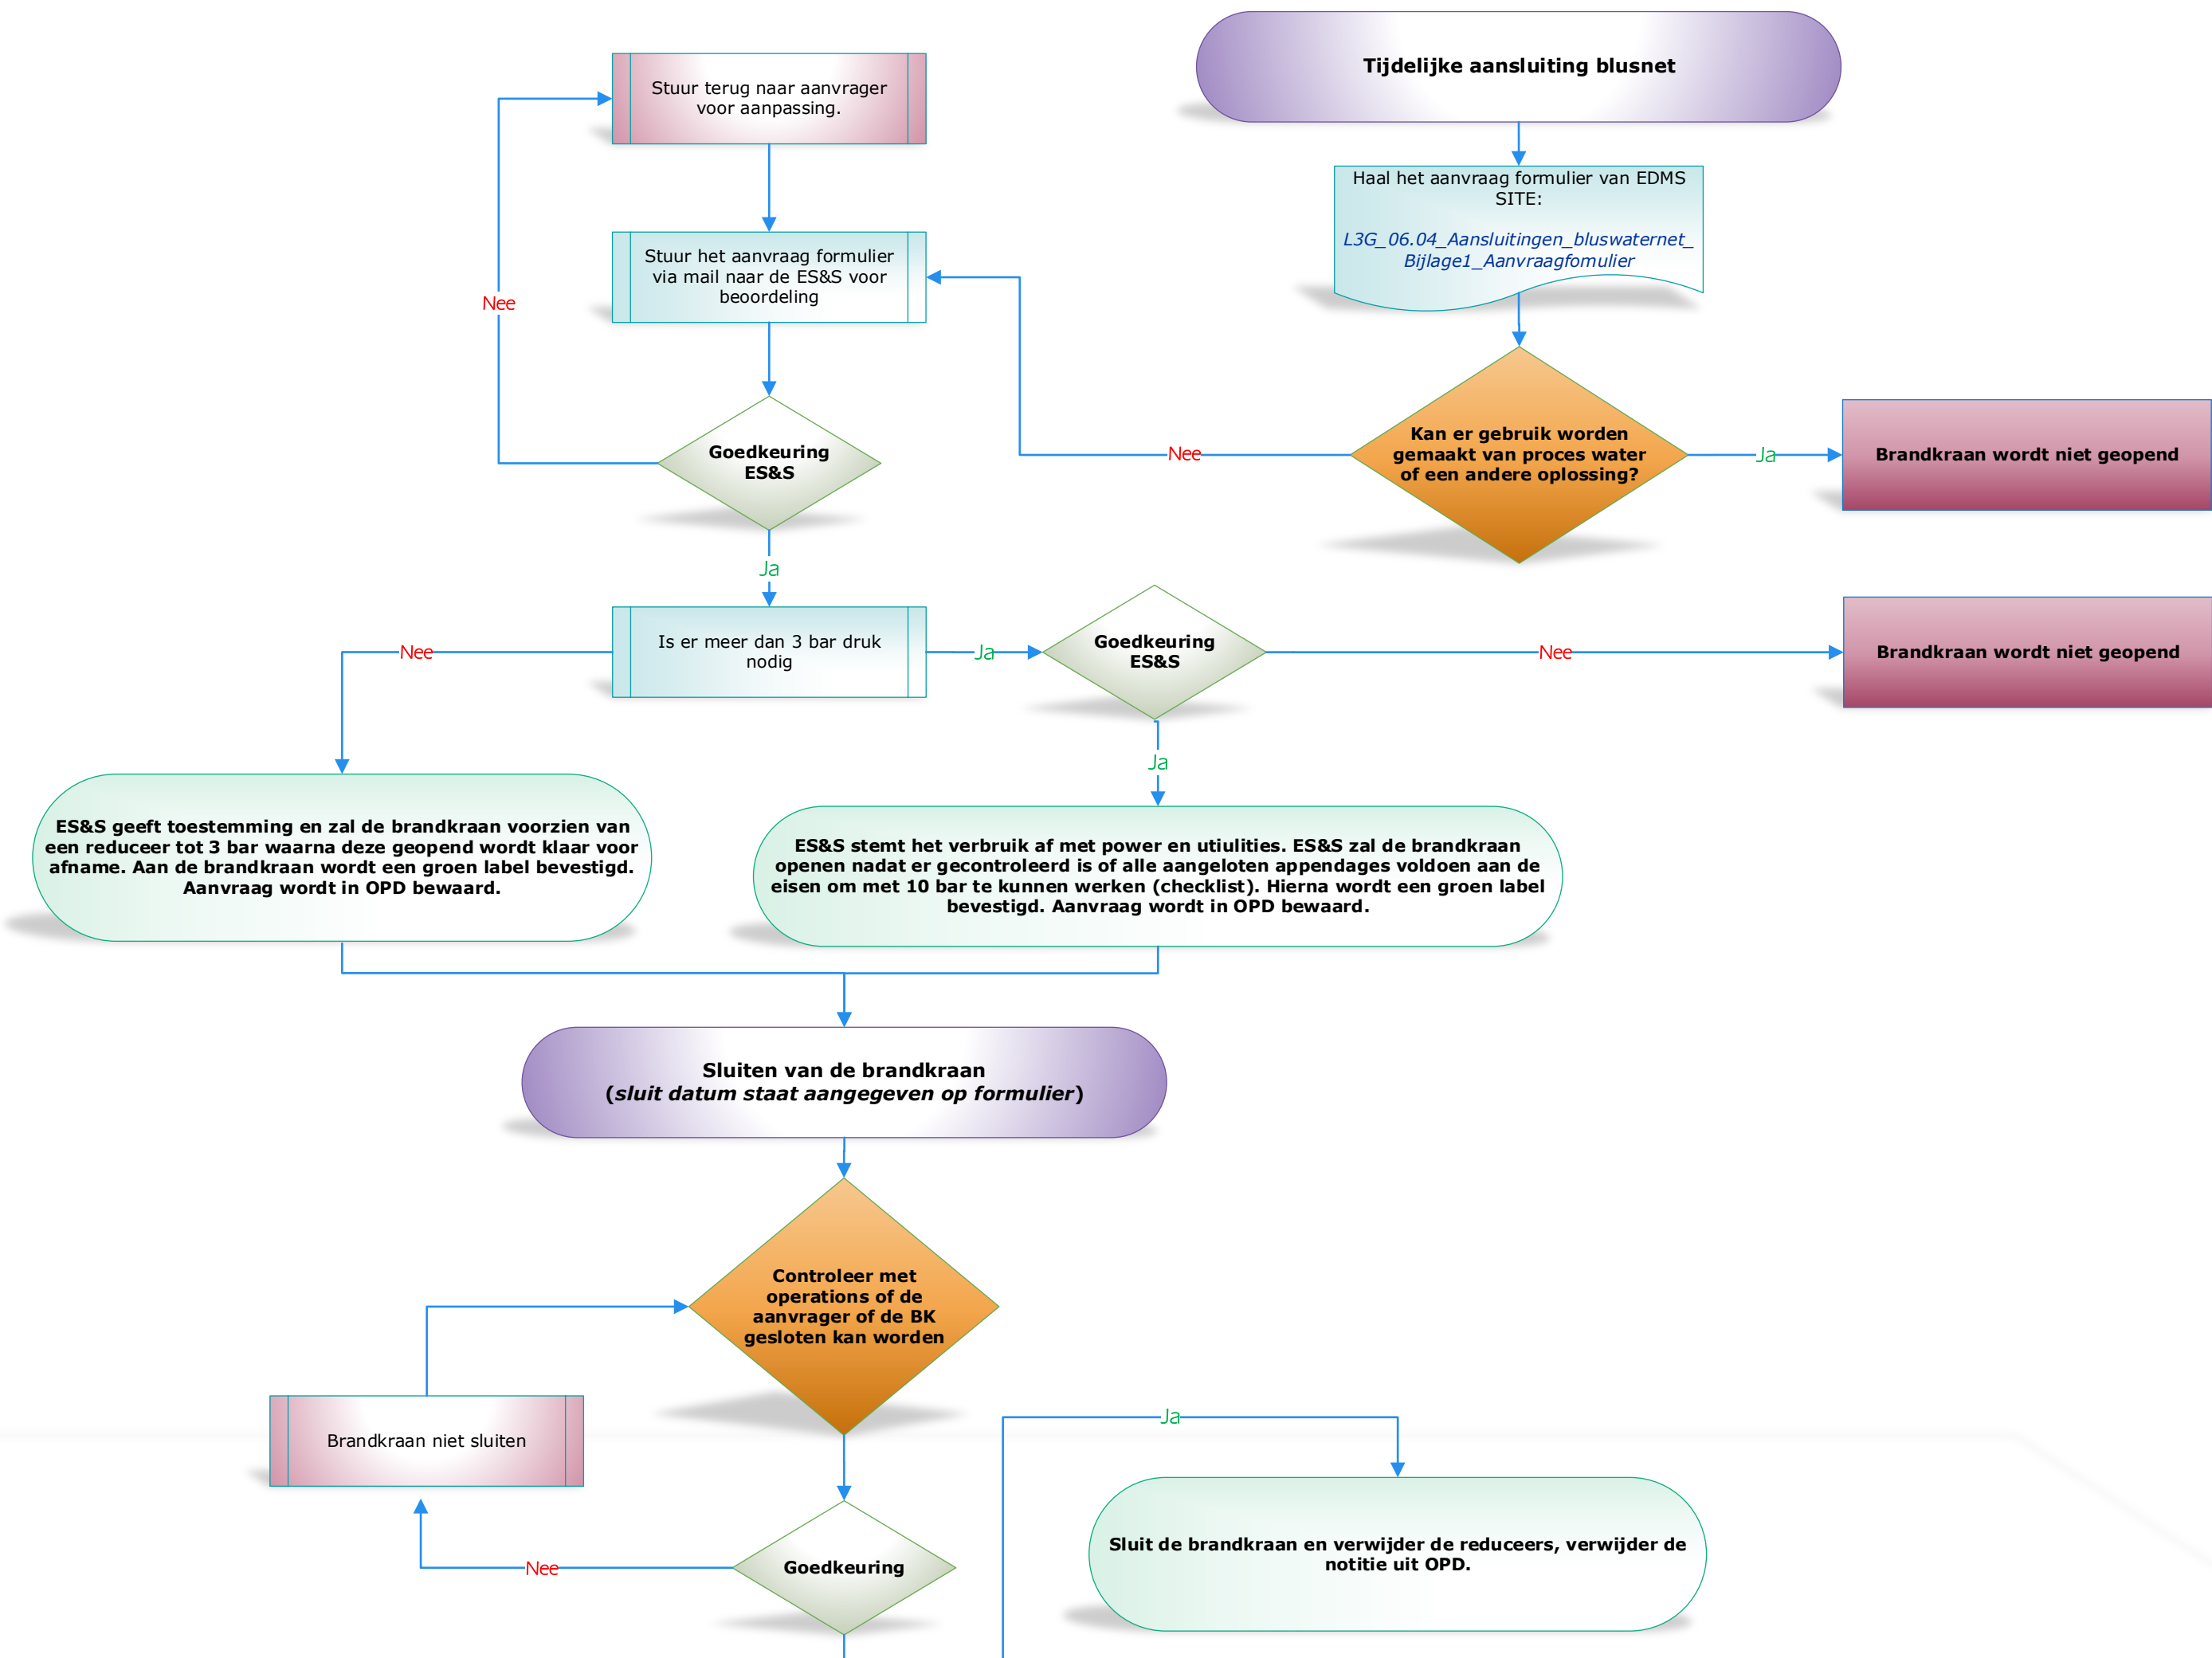 Tijdelijke aansluiting blusnet
Haal het aanvraag formulier van EDMS
SITE:
L3G_06.04_Aansluitingen_bluswaternet_
Bijlage1_Aanvraagfomulier
Kan er gebruik worden
gemaakt van proces water
of een andere oplossing?
Ja
Brandkraan wordt niet geopend
Nee
Stuur terug naar aanvrager
voor aanpassing.
Stuur het aanvraag formulier
via mail naar de ES&S voor
beoordeling
Nee
Goedkeuring
ES&S
Ja
Is er meer dan 3 bar druk
nodig
Nee
Ja
Goedkeuring
ES&S
Nee
Brandkraan wordt niet geopend
Ja
ES&S geeft toestemming en zal de brandkraan voorzien van
een reduceer tot 3 bar waarna deze geopend wordt klaar voor
afname. Aan de brandkraan wordt een groen label bevestigd.
Aanvraag wordt in OPD bewaard.
ES&S stemt het verbruik af met power en utiulities. ES&S zal de brandkraan
openen nadat er gecontroleerd is of alle aangeloten appendages voldoen aan de
eisen om met 10 bar te kunnen werken (checklist). Hierna wordt een groen label
bevestigd. Aanvraag wordt in OPD bewaard.
Sluiten van de brandkraan
(sluit datum staat aangegeven op formulier)
Controleer met
operations of de
aanvrager of de BK
gesloten kan worden
Brandkraan niet sluiten
Nee
Goedkeuring
Ja
Sluit de brandkraan en verwijder de reduceers, verwijder de
notitie uit OPD.